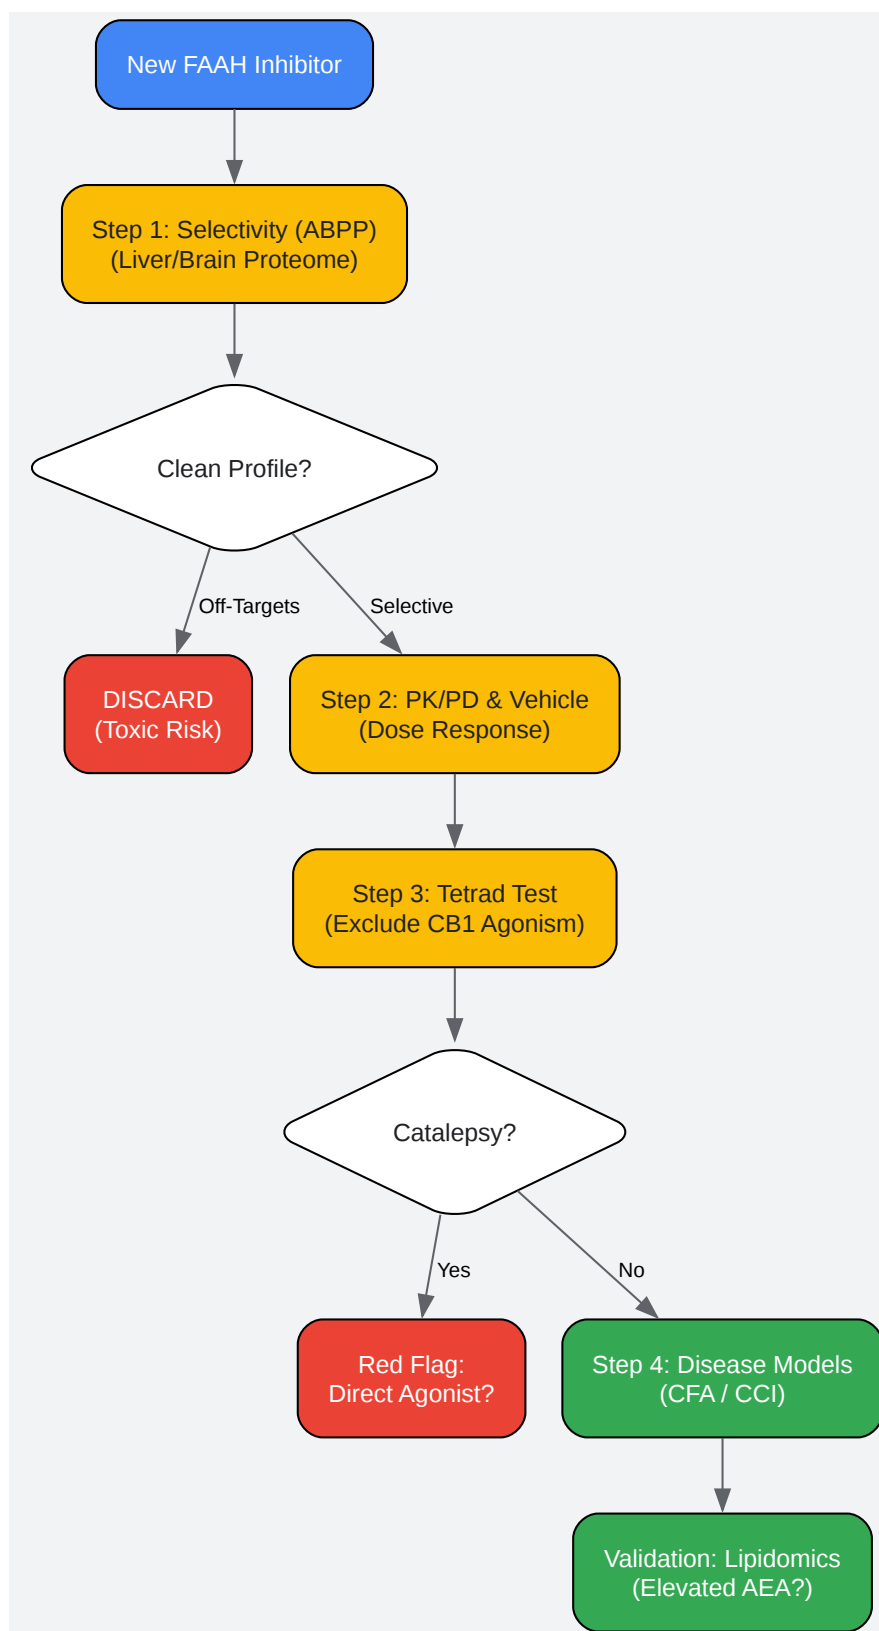 New FAAH Inhibitor
Step 1: Selectivity (ABPP)
(Liver/Brain Proteome)
Clean Profile?
Off-Targets
Selective
DISCARD
(Toxic Risk)
Step 2: PK/PD & Vehicle
(Dose Response)
Step 3: Tetrad Test
(Exclude CB1 Agonism)
Catalepsy?
Yes
No
Red Flag:
Direct Agonist?
Step 4: Disease Models
(CFA / CCI)
Validation: Lipidomics
(Elevated AEA?)